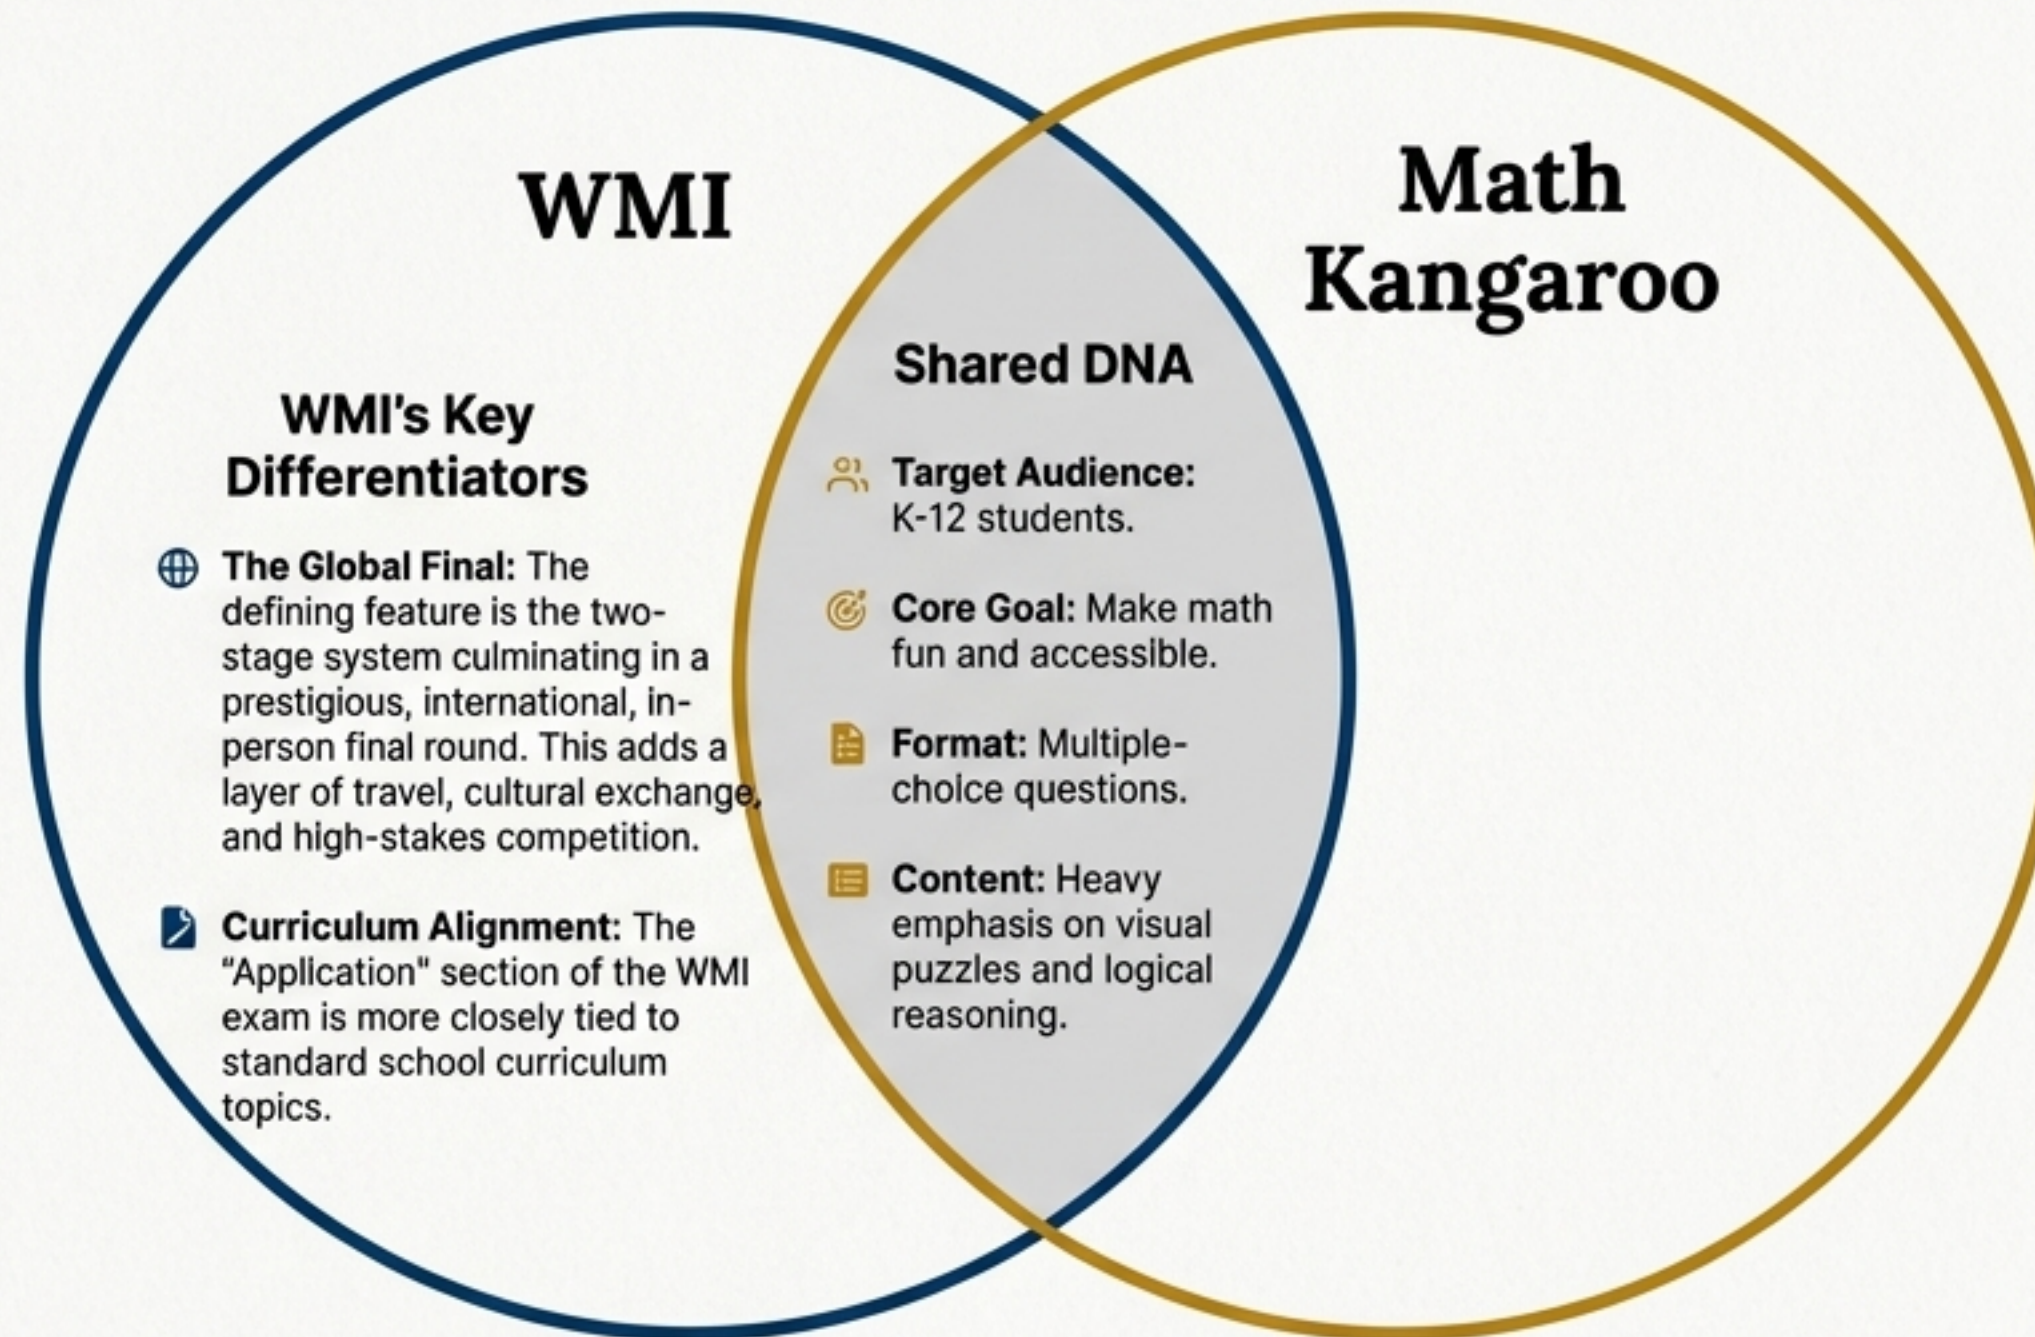 WMI
WMI's Key
Differentiators
The Global Final: The
defining feature is the two-
stage system culminating in a
prestigious, international, in-
person final round. This adds a
layer of travel, cultural exchange,
and high-stakes competition.
Curriculum Alignment: The
“Application" section of the WMI
exam is more closely tied to
standard school curriculum
topics.
Shared DNA
Target Audience:
K-12 students.
Core Goal: Make math
fun and accessible.
Format: Multiple-
choice questions.
Content: Heavy
emphasis on visual
puzzles and logical
reasoning.
Math
Kangaroo